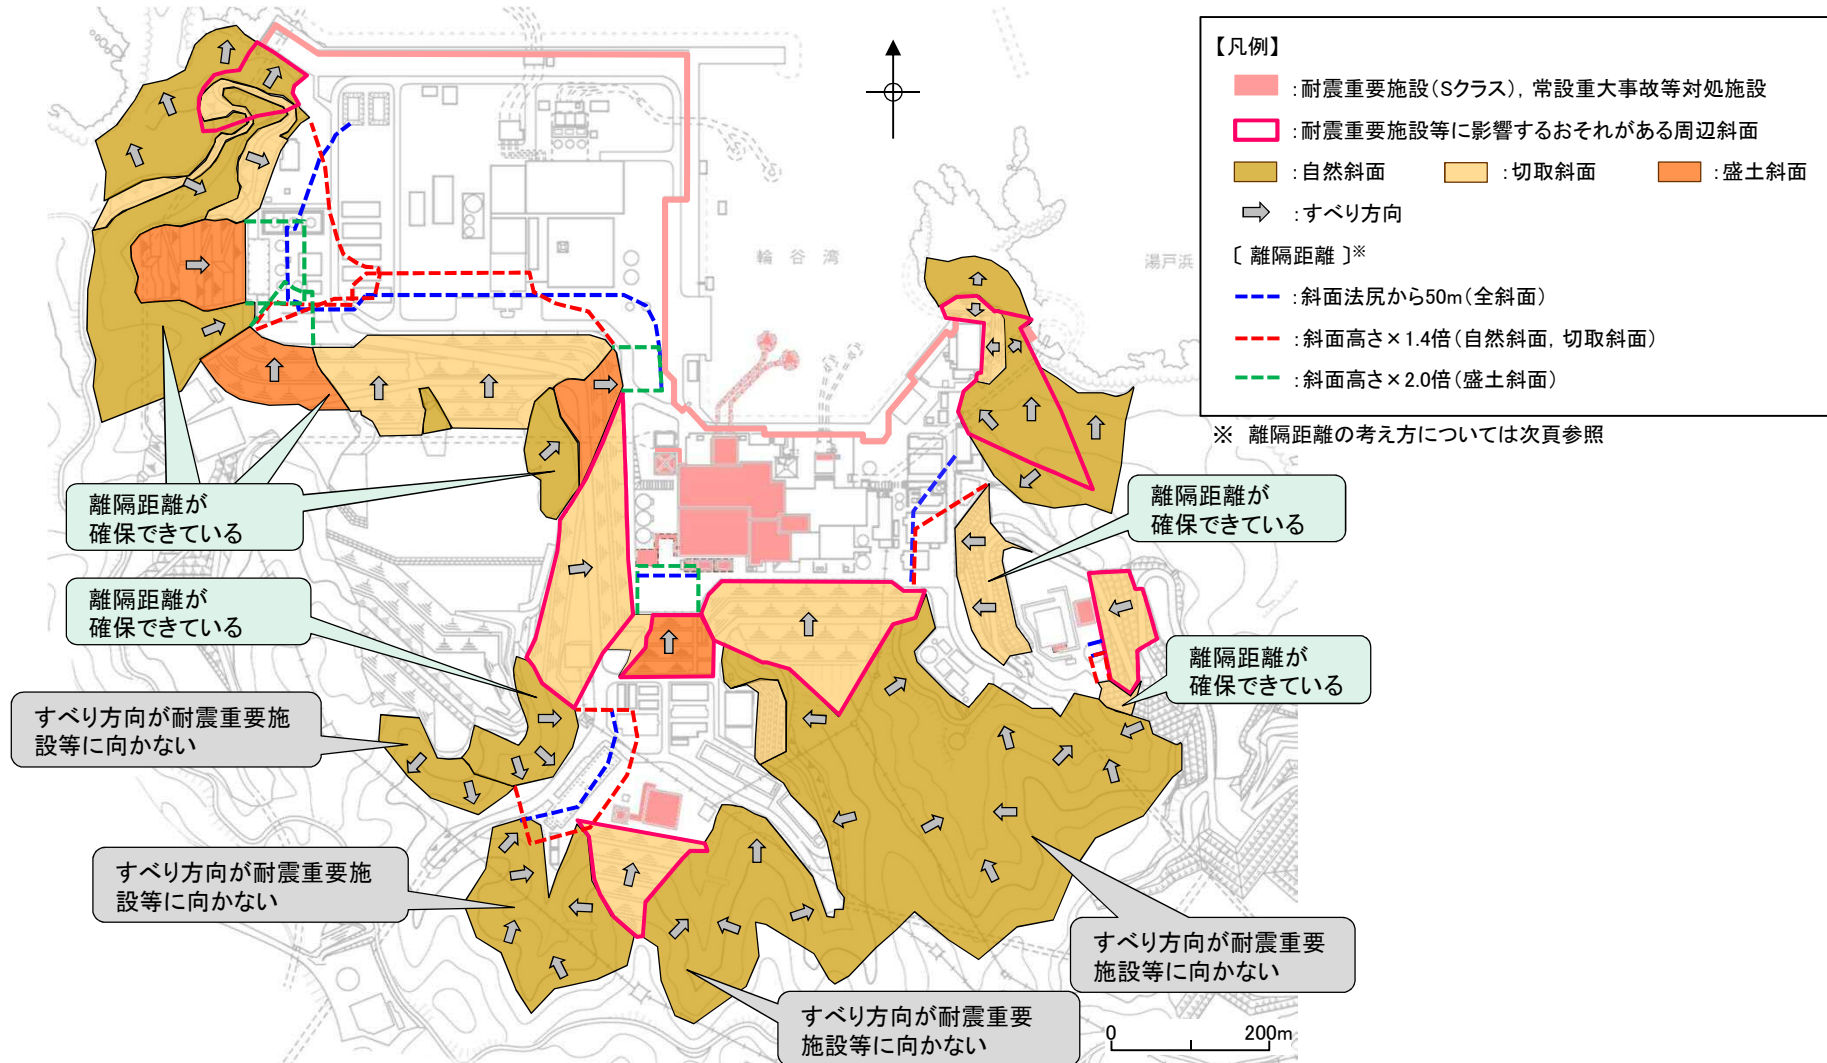 【凡例】
：耐震重要施設（Sクラス），常設重大事故等対処施設
：耐震重要施設等に影響するおそれがある周辺斜面
：自然斜面
：切取斜面
：盛土斜面
：すべり方向
〔 離隔距離 〕※
：斜面法尻から50m（全斜面）
：斜面高さ×1.4倍（自然斜面，切取斜面）
：斜面高さ×2.0倍（盛土斜面）
※ 離隔距離の考え方については次頁参照
輪谷湾
湯戸浜
離隔距離が
確保できている
離隔距離が
確保できている
離隔距離が
確保できている
離隔距離が
確保できている
すべり方向が耐震重要施
設等に向かない
すべり方向が耐震重要施
設等に向かない
すべり方向が耐震重要
施設等に向かない
すべり方向が耐震重要
施設等に向かない
0 200m